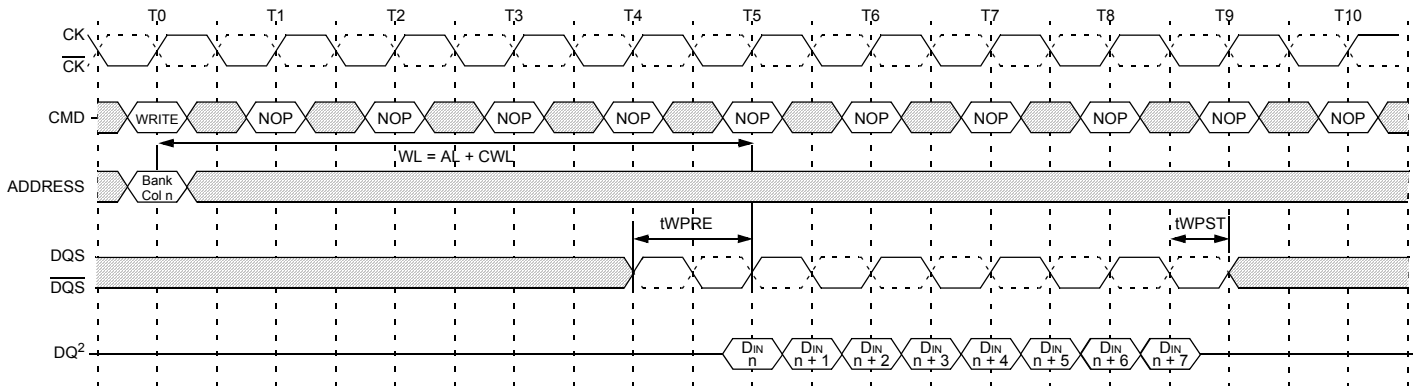 T0 T1 T2 T3 T4 T5 T6 T7 T8 T9 T10
CK
CK
CMD WRITE NOP NOP NOP NOP NOP NOP NOP NOP NOP NOP
WL = AL + CWL
ADDRESS Bank
Col n
tWPRE tWPST
DQS
DQS
DQ² DIN DIN DIN DIN DIN DIN DIN DIN
n n + 1 n + 2 n + 3 n + 4 n + 5 n + 6 n + 7